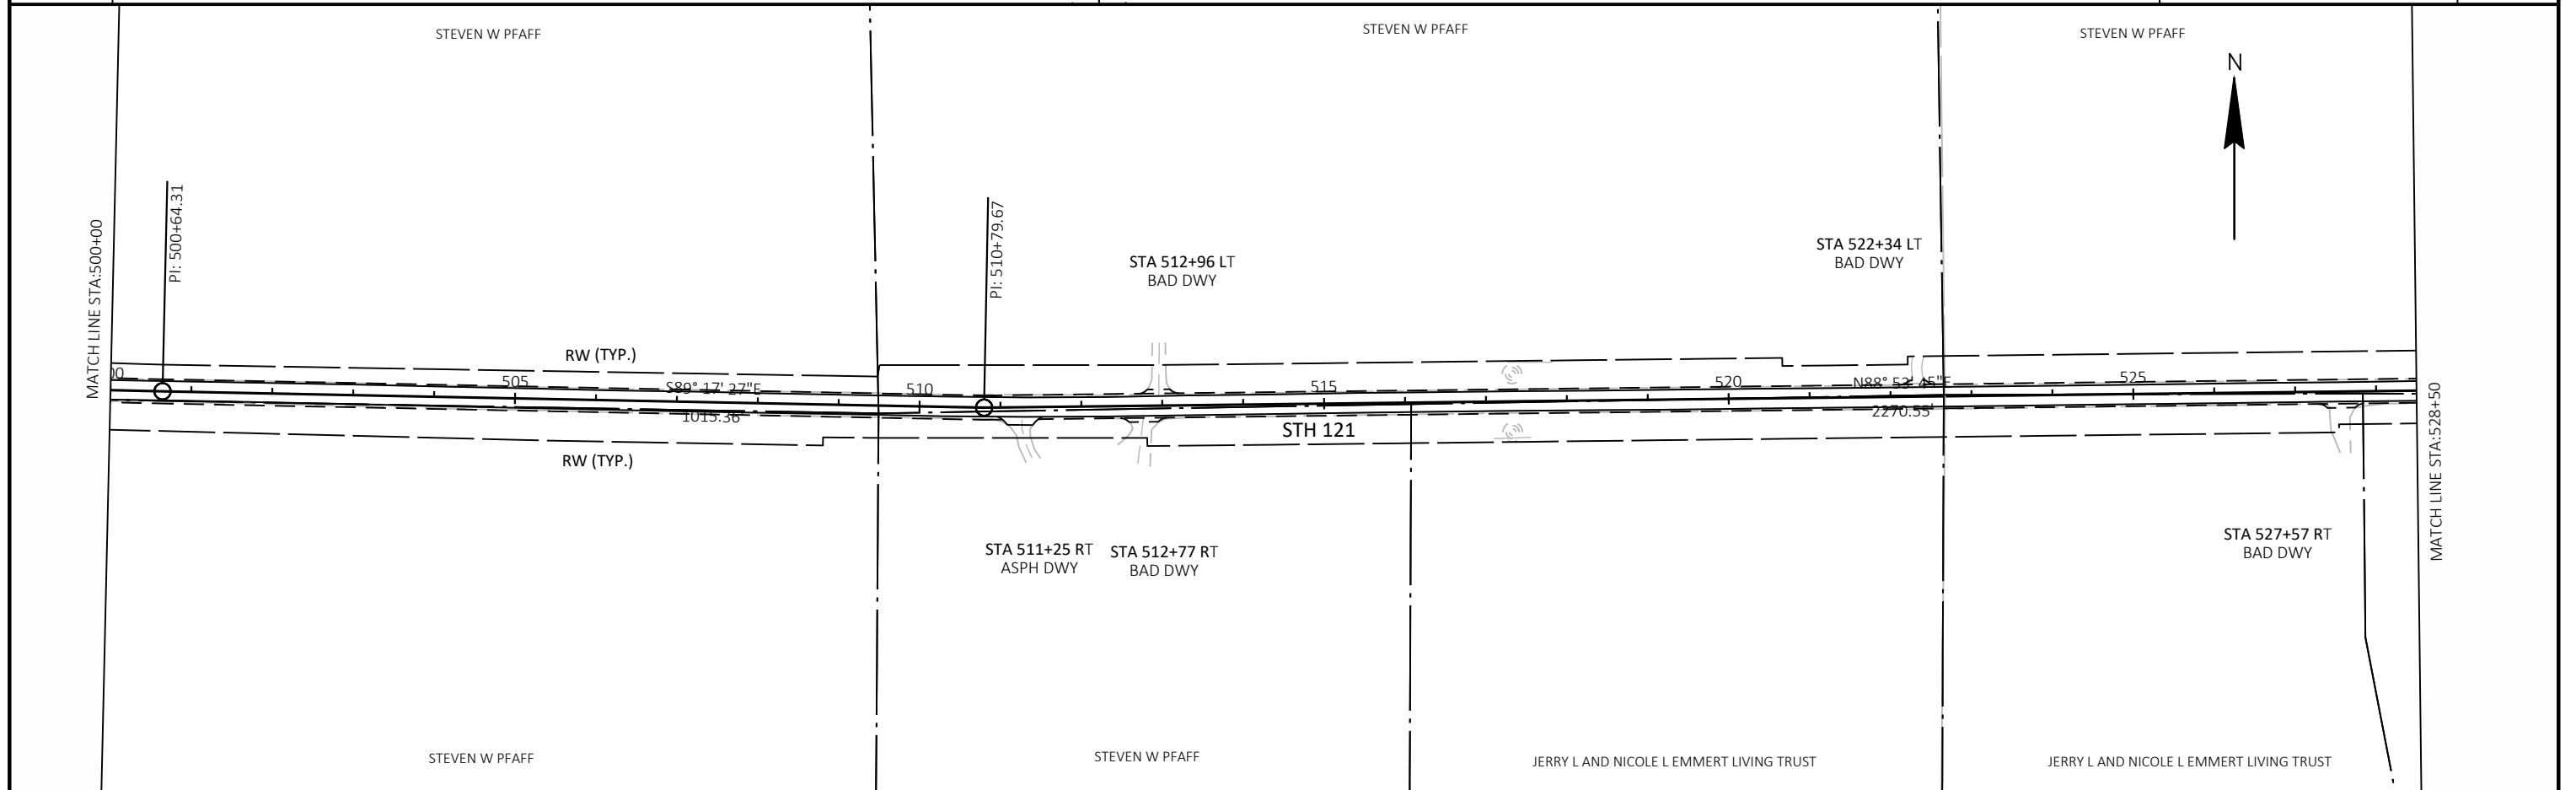 STEVEN W PFAFF
STEVEN W PFAFF
STEVEN W PFAFF
N
MATCH LINE STA:500+00
PI: 500+64.31
PI: 510+79.67
STA 512+96 LT
BAD DWY
STA 522+34 LT
BAD DWY
RW (TYP.)
00
505
S89° 17' 27"E
1015.36'
510
515
520
N88° 53' 45"E
2270.55'
525
STH 121
RW (TYP.)
MATCH LINE STA:528+50
STA 511+25 RT
ASPH DWY
STA 512+77 RT
BAD DWY
STA 527+57 RT
BAD DWY
STEVEN W PFAFF
STEVEN W PFAFF
JERRY L AND NICOLE L EMMERT LIVING TRUST
JERRY L AND NICOLE L EMMERT LIVING TRUST